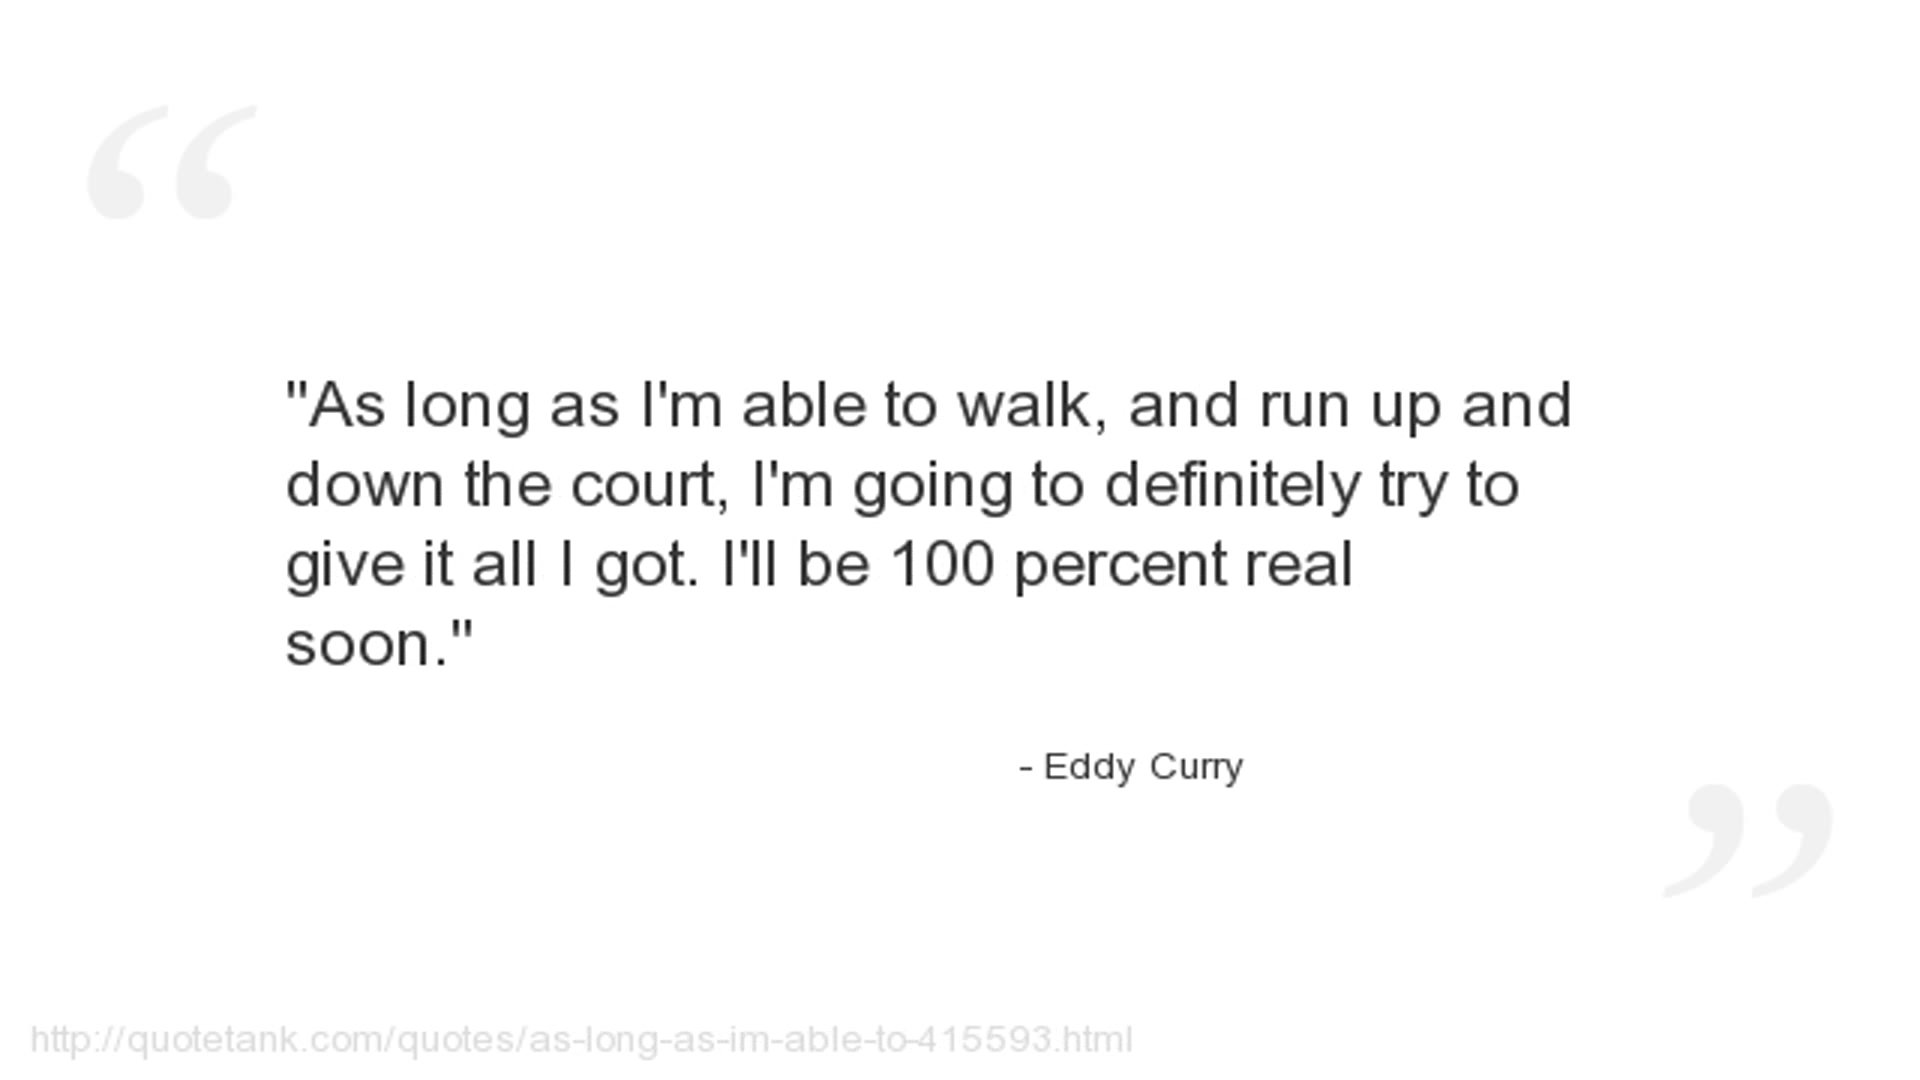 "As long as I'm able to walk, and run up and
down the court, I'm going to definitely try to
give it all I got. I'll be 100 percent real
soon."
- Eddy Curry
http://quotetank.com/quotes/as-long-as-im-able-to-415593.html